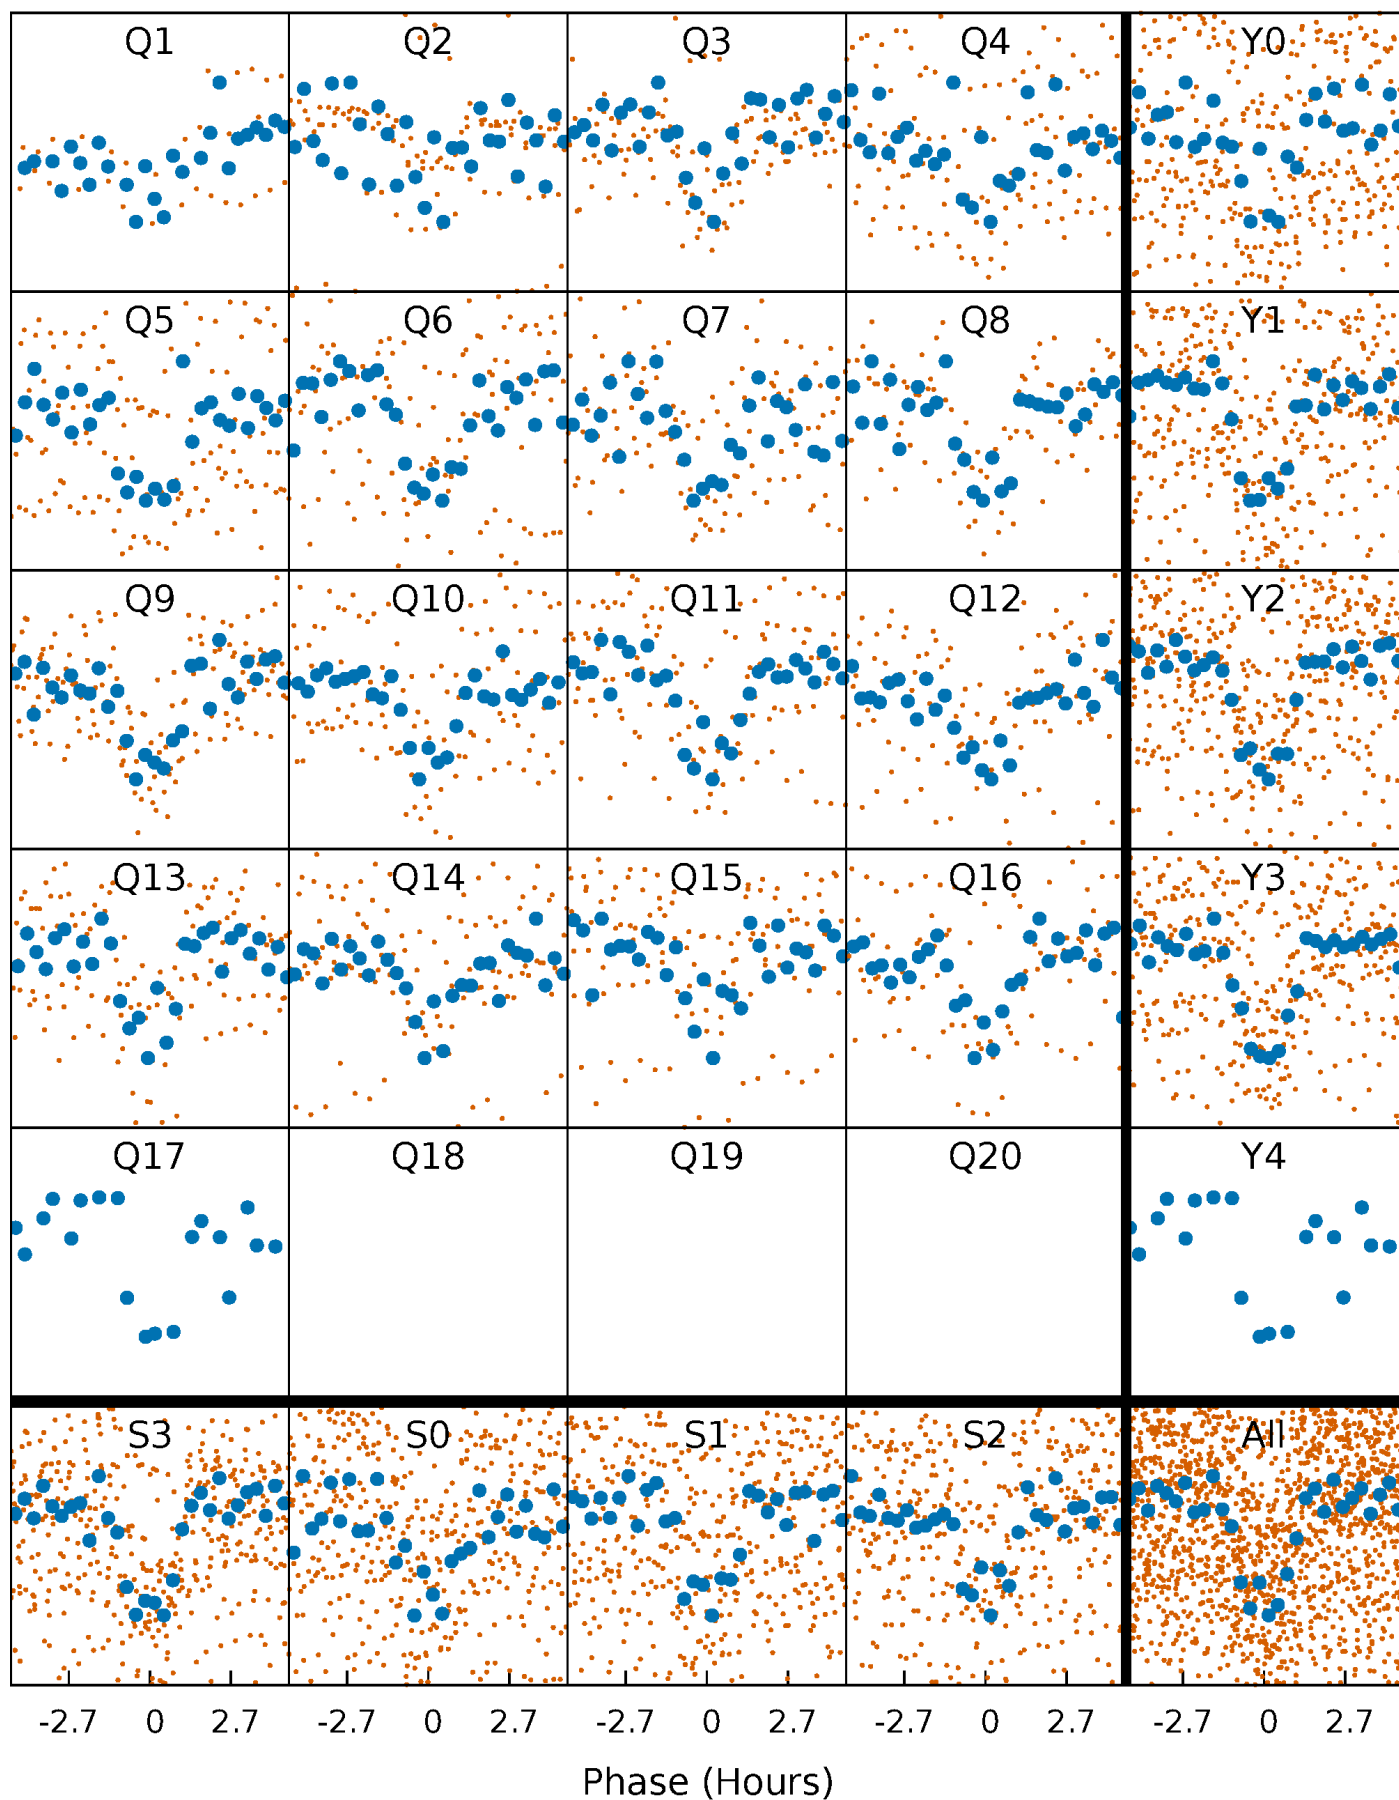 Q1 Q2 Q3 Q4 Y0
Q5 Q6 Q7 Q8 Y1
Q9 Q10 Q11 Q12 Y2
Q13 Q14 Q15 Q16 Y3
Q17 Q18 Q19 Q20 Y4
S3 S0 S1 S2 All
-2.7 0 2.7 -2.7 0 2.7 -2.7 0 2.7 -2.7 0 2.7 -2.7 0 2.7
Phase (Hours)